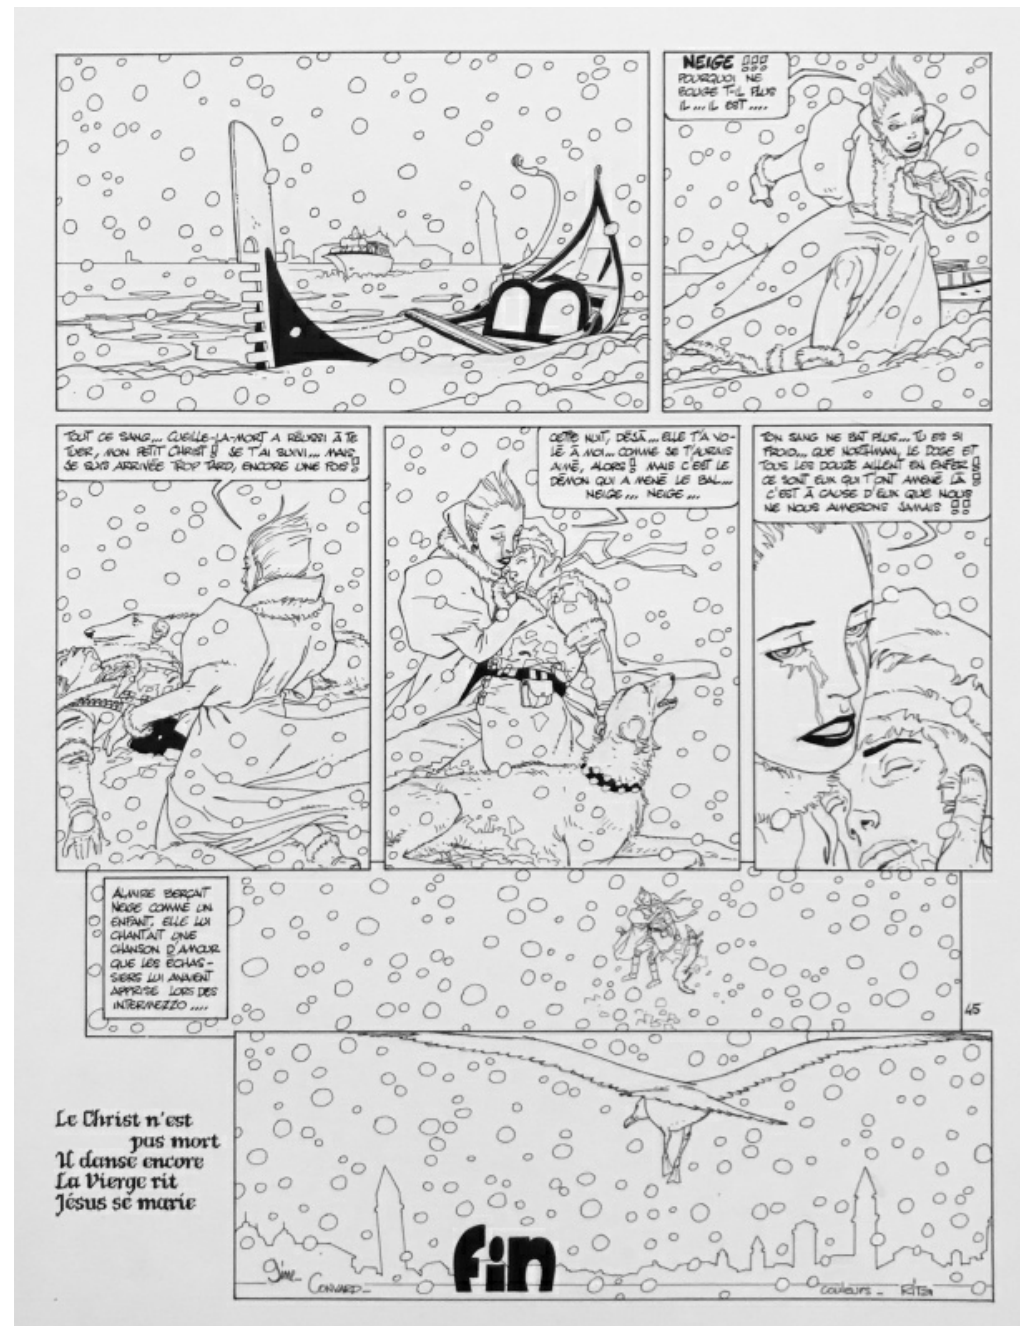 NEIGE !!!
POURQUOI NE
BOUGE T-IL PLUS
IL... IL EST....
TOUT CE SANG... CUEILLE-LA-MORT A RÉUSSI À TE
TUER, MON PETIT CHRIST ! JE T'AI SUIVI... MAIS
JE SUIS ARRIVÉE TROP TARD, ENCORE UNE FOIS !
CETTE NUIT, DÉJÀ... ELLE T'A VO-
LÉ À MOI... COMME JE T'AURAIS
AIMÉ, ALORS ! MAIS C'EST LE
DÉMON QUI A MENÉ LE BAL...
NEIGE... NEIGE...
TON SANG NE BAT PLUS... TU ES SI
FROID... QUE NORTHMAN, LE DOGE ET
TOUS LES DOUZE AILLENT EN ENFER !
CE SONT EUX QUI T'ONT AMENÉ LÀ !
C'EST À CAUSE D'EUX QUE NOUS
NE NOUS AIMERONS JAMAIS !!
ALMIRE BERÇAIT
NEIGE COMME UN
ENFANT, ELLE LUI
CHANTAIT UNE
CHANSON D'AMOUR
QUE LES ÉCHAS-
SIERS LUI AVAIENT
APPRISE LORS DES
INTERMEZZO....
45
Le Christ n'est
pas mort
Il danse encore
La Vierge rit
Jésus se marie
fin
Gine_
CONVARD_
COULEURS_